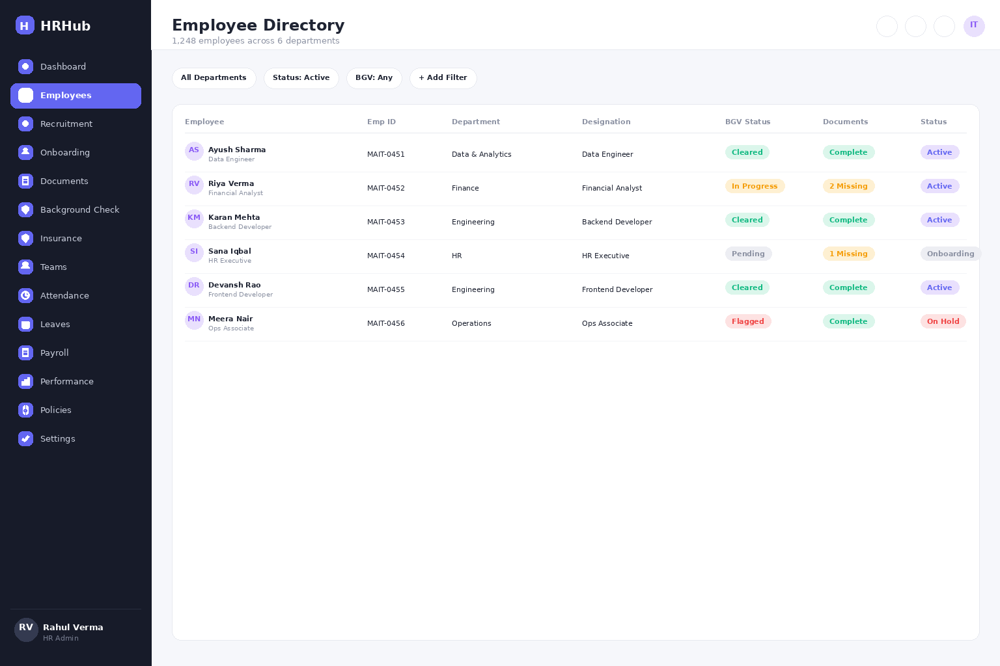 H HRHub
Dashboard
Employees
Recruitment
Onboarding
Documents
Background Check
Insurance
Teams
Attendance
Leaves
Payroll
Performance
Policies
Settings
RV Rahul Verma
HR Admin
Employee Directory
1,248 employees across 6 departments
IT
All Departments Status: Active BGV: Any + Add Filter
Employee Emp ID Department Designation BGV Status Documents Status
AS Ayush Sharma MAIT-0451 Data & Analytics Data Engineer Cleared Complete Active
Data Engineer
RV Riya Verma MAIT-0452 Finance Financial Analyst In Progress 2 Missing Active
Financial Analyst
KM Karan Mehta MAIT-0453 Engineering Backend Developer Cleared Complete Active
Backend Developer
SI Sana Iqbal MAIT-0454 HR HR Executive Pending 1 Missing Onboarding
HR Executive
DR Devansh Rao MAIT-0455 Engineering Frontend Developer Cleared Complete Active
Frontend Developer
MN Meera Nair MAIT-0456 Operations Ops Associate Flagged Complete On Hold
Ops Associate